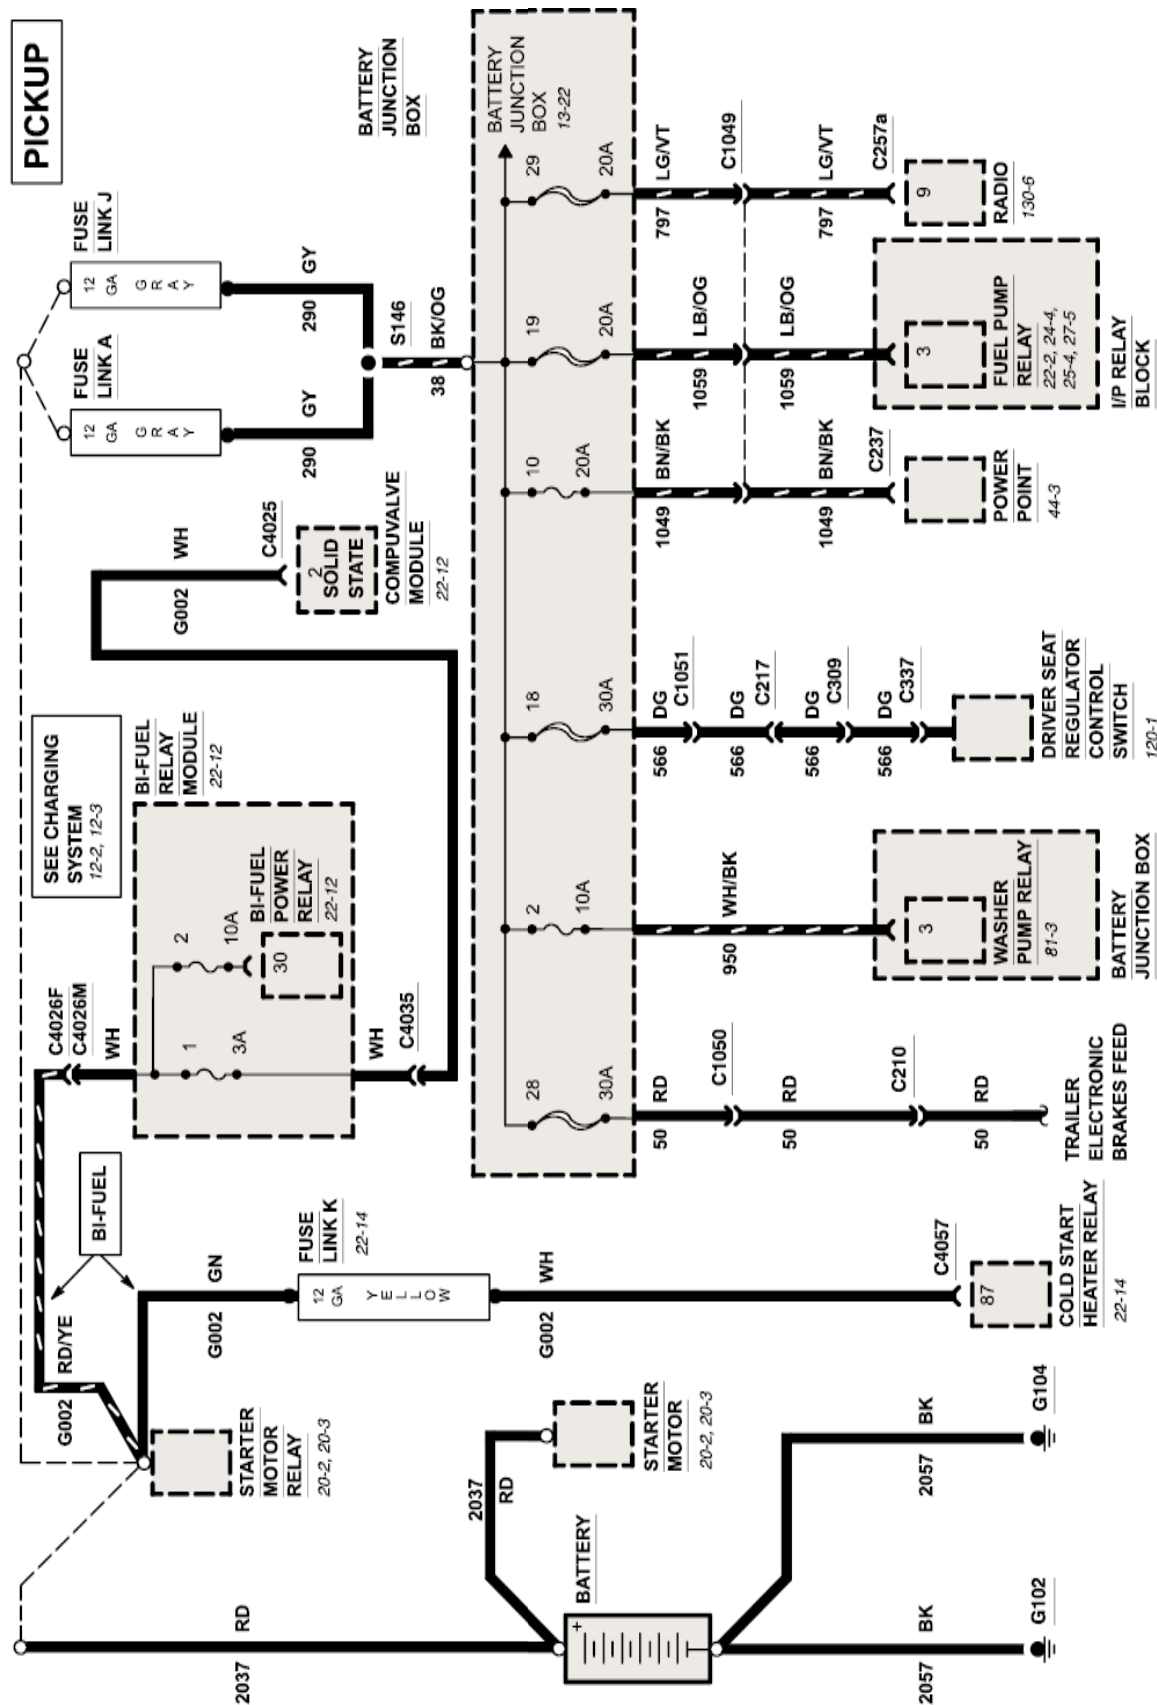 PICKUP
2037
RD
G002
RD/YE
BI-FUEL
C4026F
C4026M
WH
SEE CHARGING
SYSTEM
12-2, 12-3
FUSE
LINK A
12
GA
G
R
A
Y
FUSE
LINK J
12
GA
G
R
A
Y
STARTER
MOTOR
RELAY
20-2, 20-3
G002
GN
FUSE
LINK K
22-14
12
GA
Y
E
L
L
O
W
G002
WH
C4057
87
COLD START
HEATER RELAY
22-14
BI-FUEL
RELAY
MODULE
22-12
1
3A
2
10A
30
BI-FUEL
POWER
RELAY
22-12
WH
C4035
G002
WH
C4025
2
SOLID
STATE
COMPUVALVE
MODULE
22-12
290
GY
290
GY
S146
38
BK/OG
BATTERY
JUNCTION
BOX
BATTERY
JUNCTION
BOX
13-22
28
30A
2
10A
18
30A
10
20A
19
20A
29
20A
2037
RD
STARTER
MOTOR
20-2, 20-3
BATTERY
+
2057
BK
G102
2057
BK
G104
50
RD
C1050
50
RD
C210
50
RD
TRAILER
ELECTRONIC
BRAKES FEED
950
WH/BK
3
WASHER
PUMP RELAY
81-3
BATTERY
JUNCTION BOX
566
DG
C1051
566
DG
C217
566
DG
C309
566
DG
C337
DRIVER SEAT
REGULATOR
CONTROL
SWITCH
120-1
1049
BN/BK
1049
BN/BK
C237
POWER
POINT
44-3
1059
LB/OG
1059
LB/OG
3
FUEL PUMP
RELAY
22-2, 24-4,
25-4, 27-5
I/P RELAY
BLOCK
797
LG/VT
C1049
797
LG/VT
C257a
9
RADIO
130-6